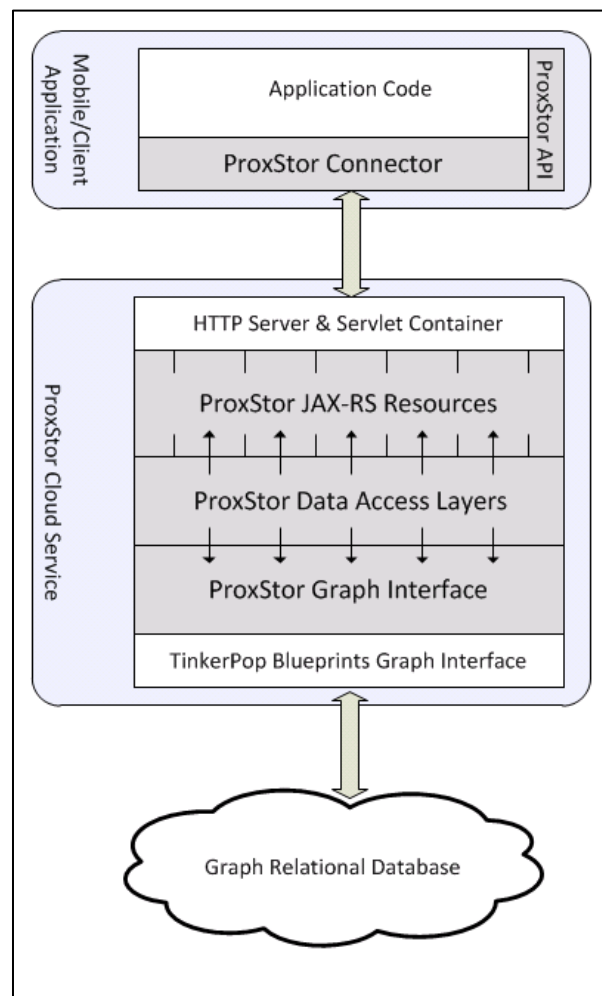 Mobile/Client
Application
Application Code
ProxStor API
ProxStor Connector
ProxStor Cloud Service
HTTP Server & Servlet Container
ProxStor JAX-RS Resources
ProxStor Data Access Layers
ProxStor Graph Interface
TinkerPop Blueprints Graph Interface
Graph Relational Database